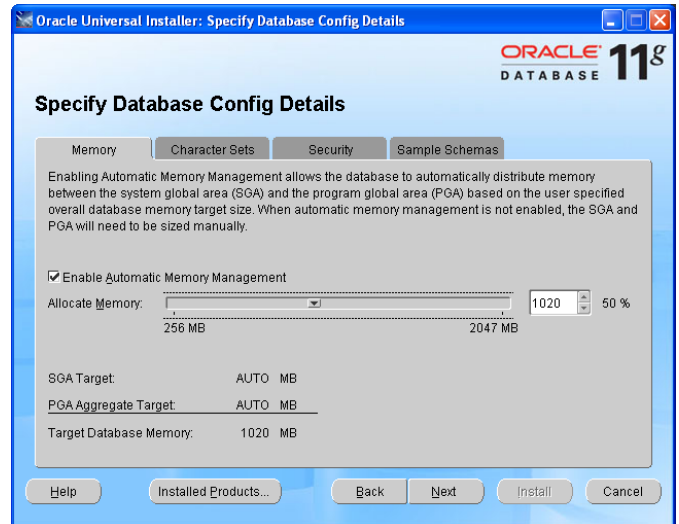 Oracle Universal Installer: Specify Database Config Details
ORACLE
DATABASE 11g
Specify Database Config Details
Memory Character Sets Security Sample Schemas
Enabling Automatic Memory Management allows the database to automatically distribute memory
between the system global area (SGA) and the program global area (PGA) based on the user specified
overall database memory target size. When automatic memory management is not enabled, the SGA and
PGA will need to be sized manually.
Enable Automatic Memory Management
Allocate Memory: 1020 50 %
256 MB 2047 MB
SGA Target: AUTO MB
PGA Aggregate Target: AUTO MB
Target Database Memory: 1020 MB
Help Installed Products... Back Next Install Cancel